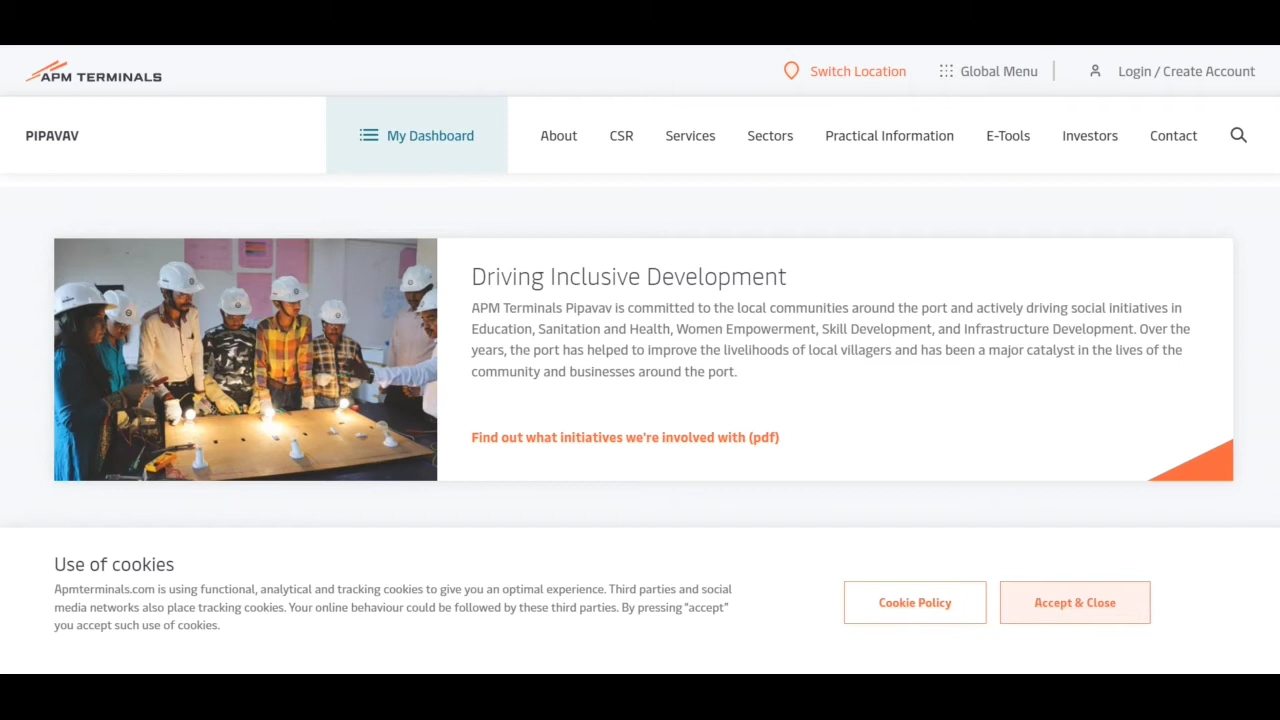 APM TERMINALS
Switch Location
Global Menu
Login / Create Account
PIPAVAV
My Dashboard
About
CSR
Services
Sectors
Practical Information
E-Tools
Investors
Contact
Driving Inclusive Development
APM Terminals Pipavav is committed to the local communities around the port and actively driving social initiatives in
Education, Sanitation and Health, Women Empowerment, Skill Development, and Infrastructure Development. Over the
years, the port has helped to improve the livelihoods of local villagers and has been a major catalyst in the lives of the
community and businesses around the port.
Find out what initiatives we're involved with (pdf)
Use of cookies
Apmterminals.com is using functional, analytical and tracking cookies to give you an optimal experience. Third parties and social
media networks also place tracking cookies. Your online behaviour could be followed by these third parties. By pressing “accept”
you accept such use of cookies.
Cookie Policy
Accept & Close